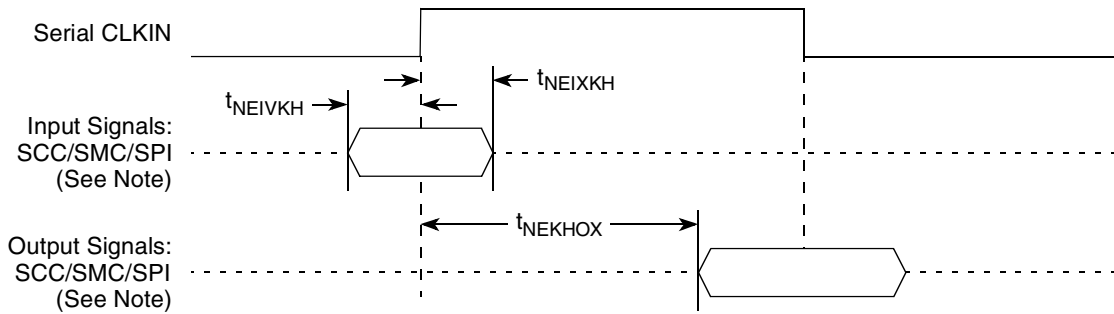 Serial CLKIN
tNEIXKH
tNEIVKH
Input Signals:
SCC/SMC/SPI
(See Note)
tNEKHOX
Output Signals:
SCC/SMC/SPI
(See Note)